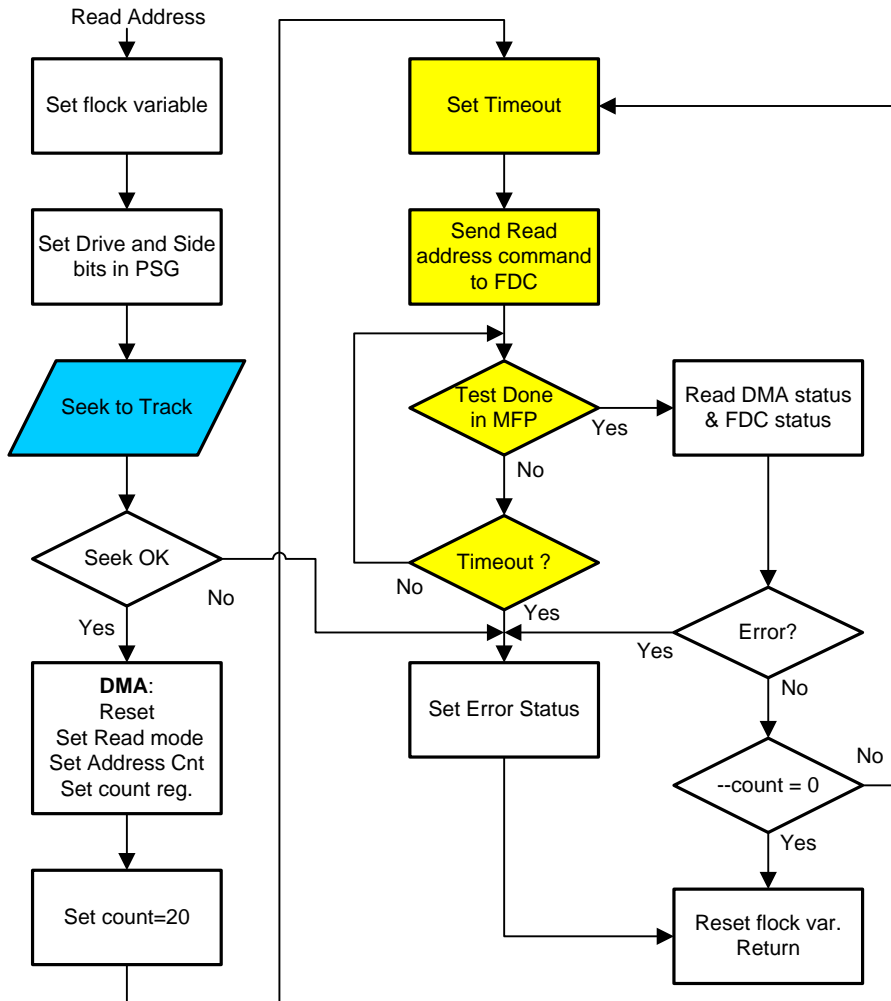 Read Address
Set flock variable
Set Drive and Side
bits in PSG
Seek to Track
Seek OK
No
Yes
DMA:
Reset
Set Read mode
Set Address Cnt
Set count reg.
Set count=20
Set Timeout
Send Read
address command
to FDC
Test Done
in MFP
Yes
No
Timeout ?
No
Yes
Set Error Status
Read DMA status
& FDC status
Error?
Yes
No
--count = 0
No
Yes
Reset flock var.
Return